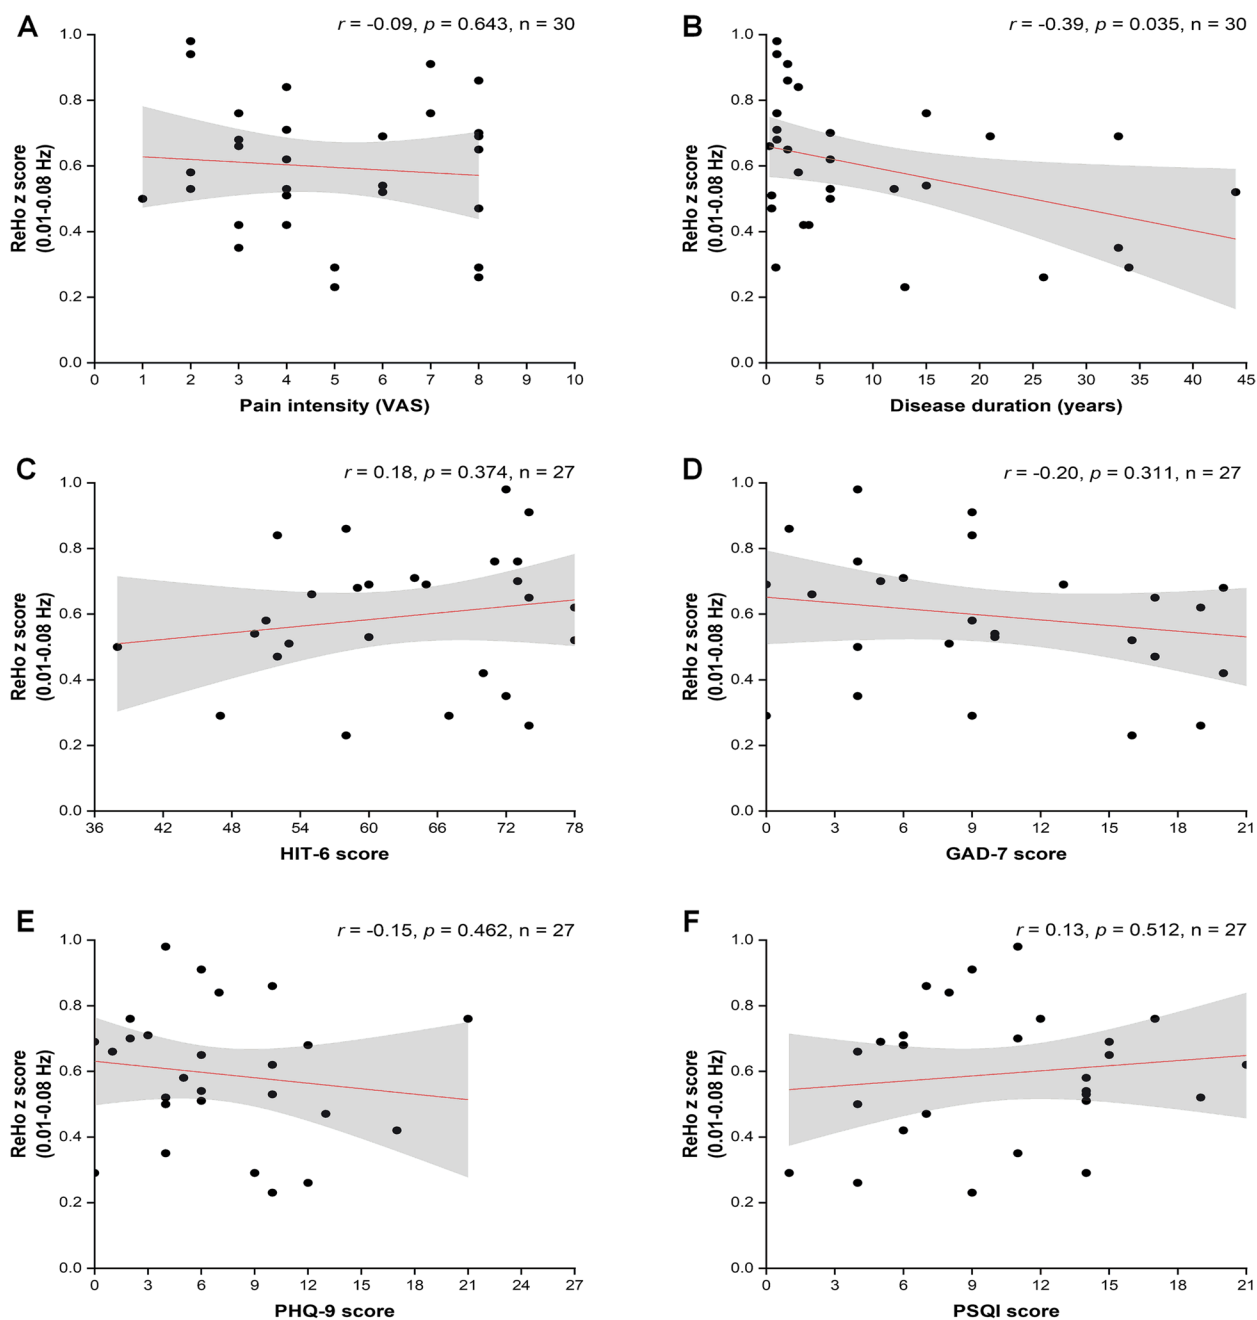 A
r = -0.09, p = 0.643, n = 30
1.0
0.8
0.6
0.4
0.2
0.0
ReHo z score
(0.01-0.08 Hz)
0 1 2 3 4 5 6 7 8 9 10
Pain intensity (VAS)
B
r = -0.39, p = 0.035, n = 30
1.0
0.8
0.6
0.4
0.2
0.0
ReHo z score
(0.01-0.08 Hz)
0 5 10 15 20 25 30 35 40 45
Disease duration (years)
C
r = 0.18, p = 0.374, n = 27
1.0
0.8
0.6
0.4
0.2
0.0
ReHo z score
(0.01-0.08 Hz)
36 42 48 54 60 66 72 78
HIT-6 score
D
r = -0.20, p = 0.311, n = 27
1.0
0.8
0.6
0.4
0.2
0.0
ReHo z score
(0.01-0.08 Hz)
0 3 6 9 12 15 18 21
GAD-7 score
E
r = -0.15, p = 0.462, n = 27
1.0
0.8
0.6
0.4
0.2
0.0
ReHo z score
(0.01-0.08 Hz)
0 3 6 9 12 15 18 21 24 27
PHQ-9 score
F
r = 0.13, p = 0.512, n = 27
1.0
0.8
0.6
0.4
0.2
0.0
ReHo z score
(0.01-0.08 Hz)
0 3 6 9 12 15 18 21
PSQI score